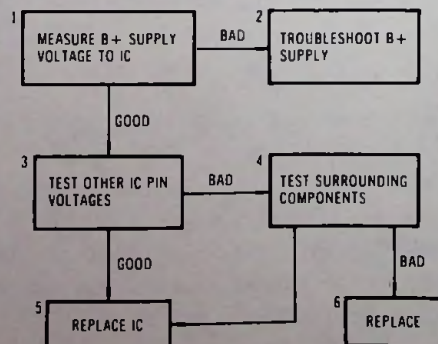 1
MEASURE B+ SUPPLY
VOLTAGE TO IC
BAD
2
TROUBLESHOOT B+
SUPPLY
GOOD
3
TEST OTHER IC PIN
VOLTAGES
BAD
4
TEST SURROUNDING
COMPONENTS
GOOD
BAD
5
REPLACE IC
6
REPLACE